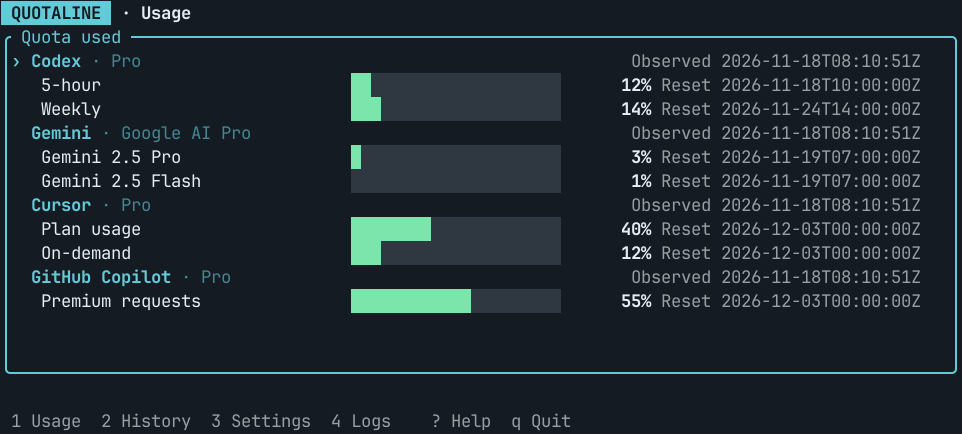 QUOTALINE · Usage
Quota used
› Codex · Pro Observed 2026-11-18T08:10:51Z
5-hour 12% Reset 2026-11-18T10:00:00Z
Weekly 14% Reset 2026-11-24T14:00:00Z
Gemini · Google AI Pro Observed 2026-11-18T08:10:51Z
Gemini 2.5 Pro 3% Reset 2026-11-19T07:00:00Z
Gemini 2.5 Flash 1% Reset 2026-11-19T07:00:00Z
Cursor · Pro Observed 2026-11-18T08:10:51Z
Plan usage 40% Reset 2026-12-03T00:00:00Z
On-demand 12% Reset 2026-12-03T00:00:00Z
GitHub Copilot · Pro Observed 2026-11-18T08:10:51Z
Premium requests 55% Reset 2026-12-03T00:00:00Z
1 Usage 2 History 3 Settings 4 Logs ? Help q Quit